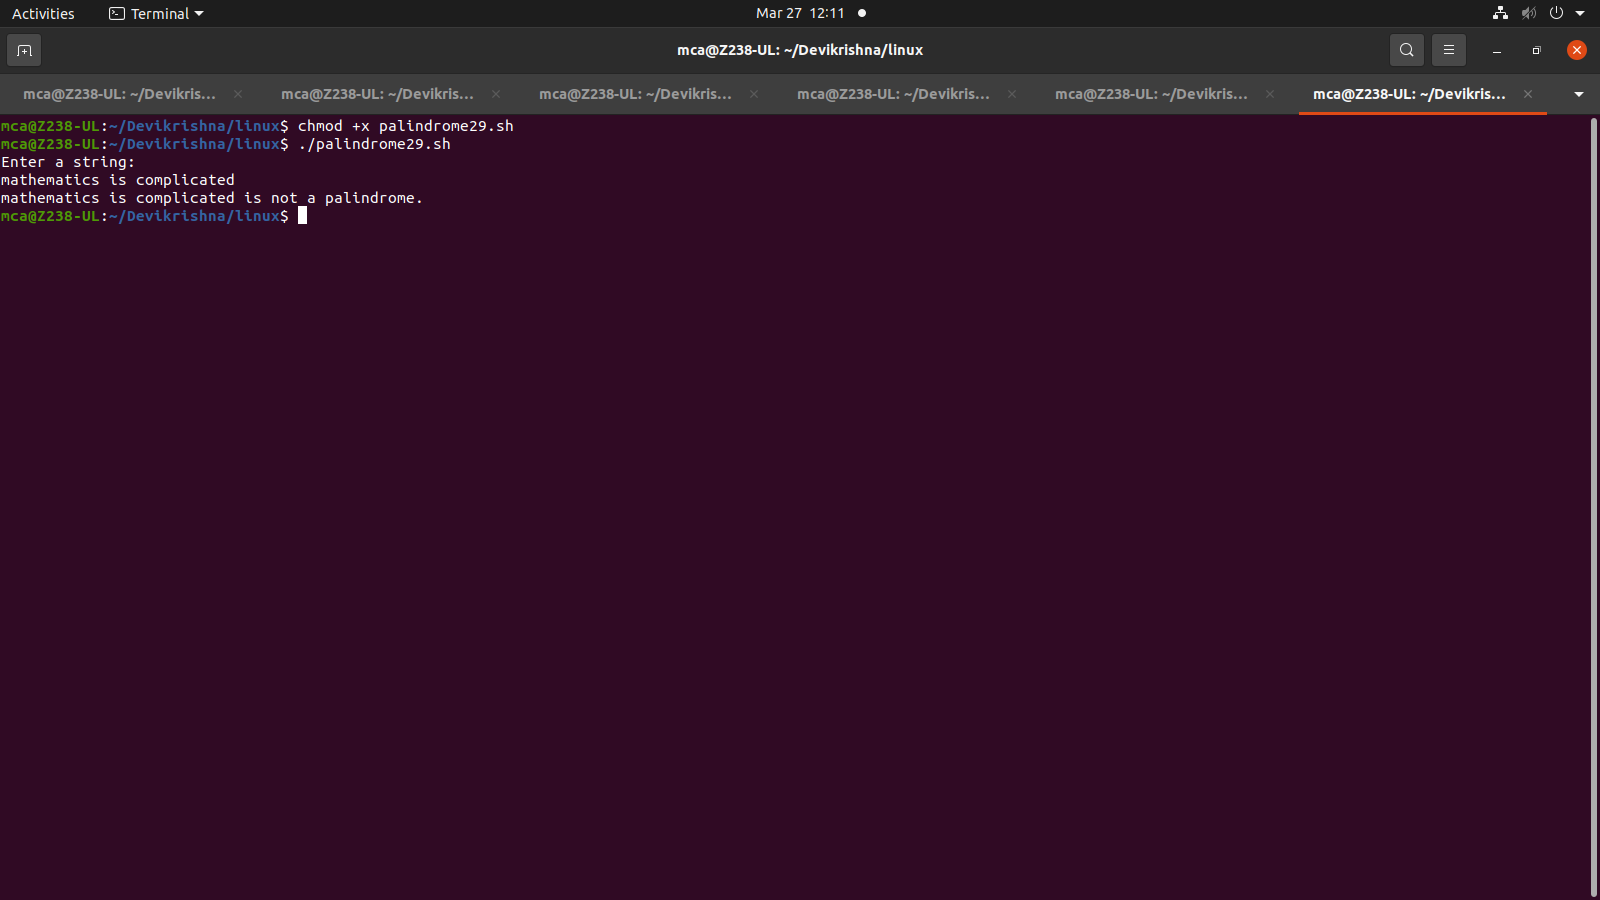 Activities Terminal Mar 27 12:11
mca@Z238-UL: ~/Devikrishna/linux
mca@Z238-UL: ~/Devikris... mca@Z238-UL: ~/Devikris... mca@Z238-UL: ~/Devikris... mca@Z238-UL: ~/Devikris... mca@Z238-UL: ~/Devikris... mca@Z238-UL: ~/Devikris...
mca@Z238-UL:~/Devikrishna/linux$ chmod +x palindrome29.sh
mca@Z238-UL:~/Devikrishna/linux$ ./palindrome29.sh
Enter a string:
mathematics is complicated
mathematics is complicated is not a palindrome.
mca@Z238-UL:~/Devikrishna/linux$